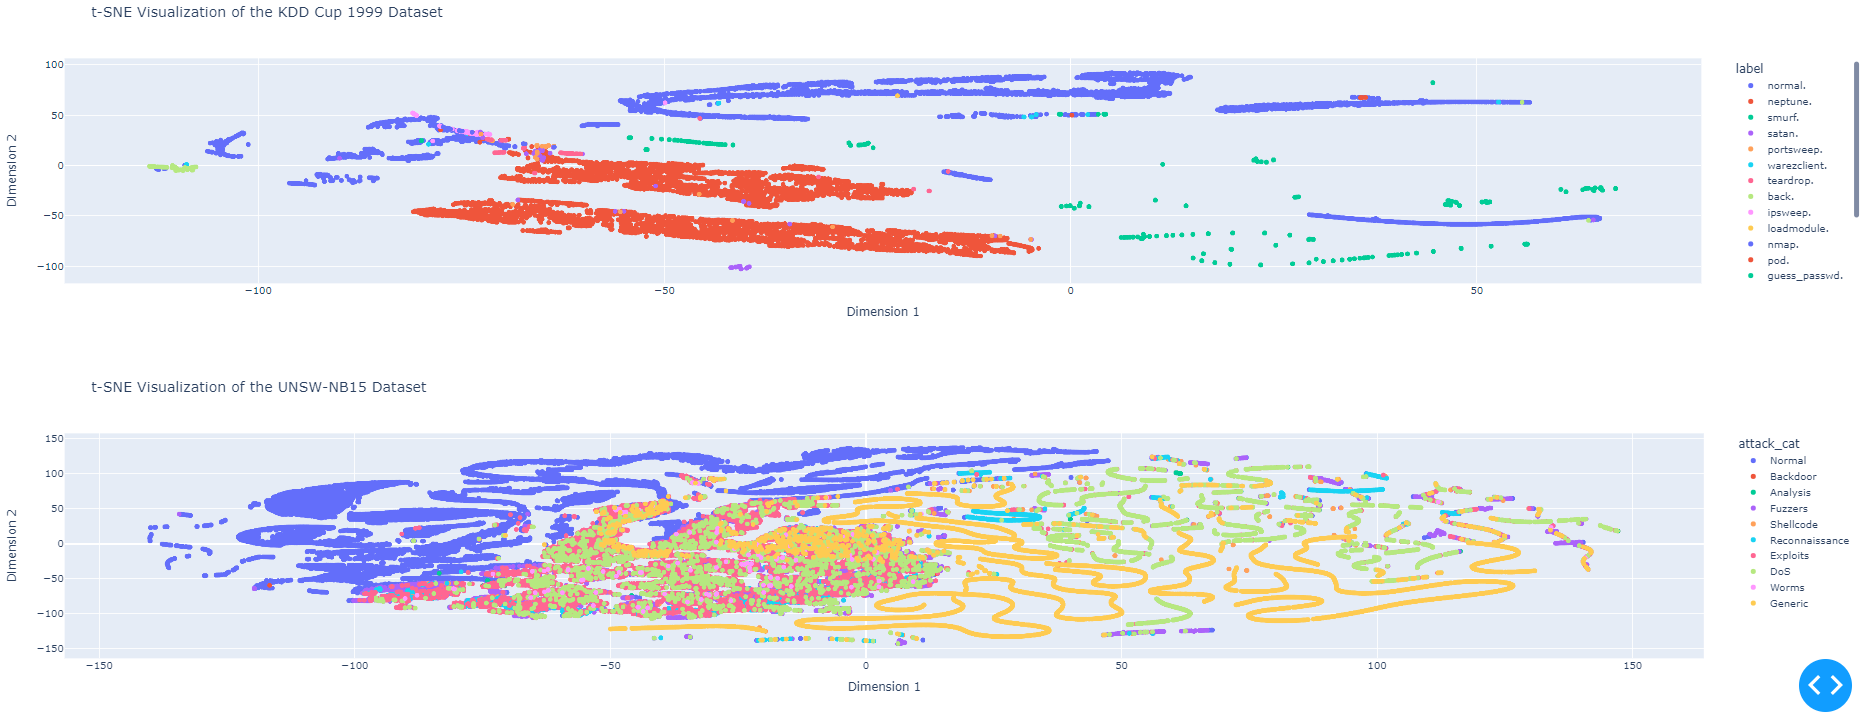 t-SNE Visualization of the KDD Cup 1999 Dataset
Dimension 2
100
50
0
−50
−100
−100
−50
0
50
Dimension 1
label
normal.
neptune.
smurf.
satan.
portsweep.
warezclient.
teardrop.
back.
ipsweep.
loadmodule.
nmap.
pod.
guess_passwd.
t-SNE Visualization of the UNSW-NB15 Dataset
Dimension 2
150
100
50
0
−50
−100
−150
−150
−100
−50
0
50
100
150
Dimension 1
attack_cat
Normal
Backdoor
Analysis
Fuzzers
Shellcode
Reconnaissance
Exploits
DoS
Worms
Generic